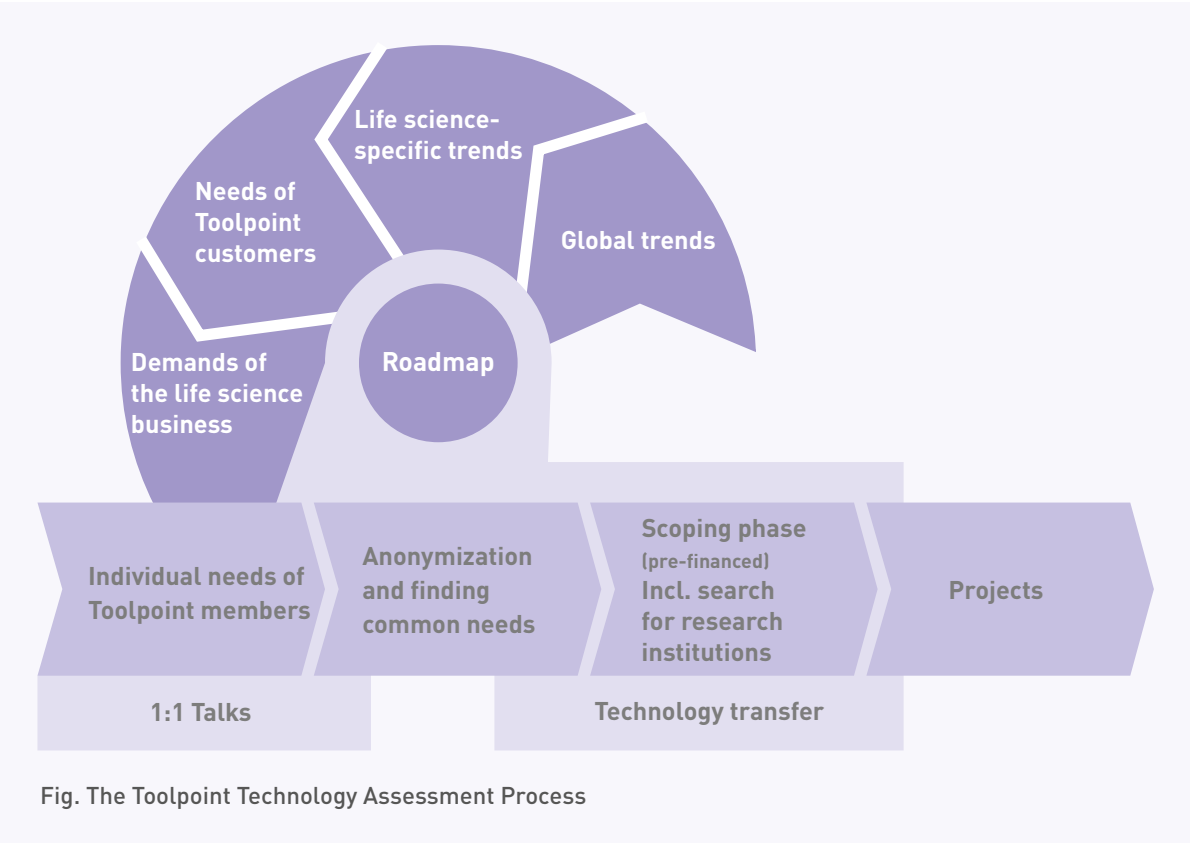 Life science-
specific trends
Needs of
Toolpoint
customers
Global trends
Demands of
the life science
business
Roadmap
Individual needs of
Toolpoint members
Anonymization
and finding
common needs
Scoping phase
(pre-financed)
Incl. search
for research
institutions
Projects
1:1 Talks
Technology transfer
Fig. The Toolpoint Technology Assessment Process